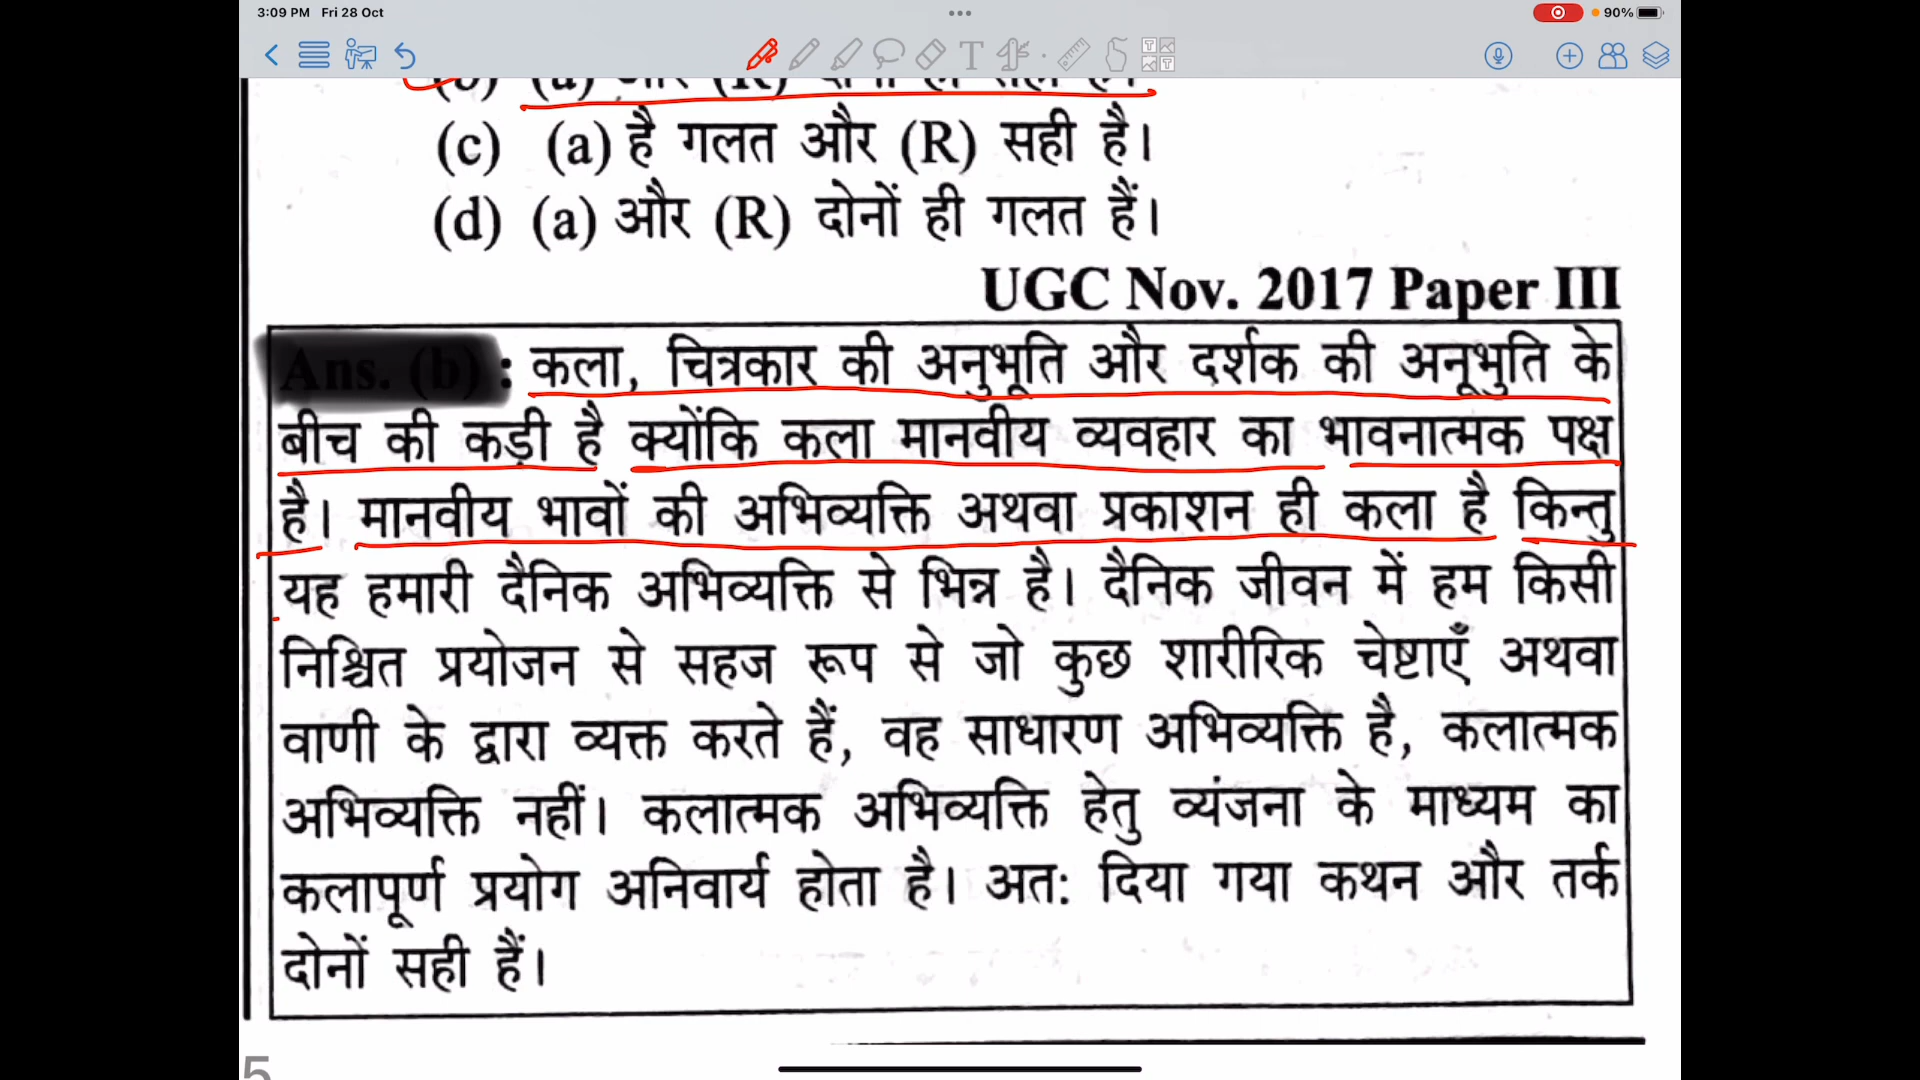 3:09 PM Fri 28 Oct
90%
(b) (a) और (R) दोनों ही सही हैं।
(c) (a) है गलत और (R) सही है।
(d) (a) और (R) दोनों ही गलत हैं।
UGC Nov. 2017 Paper III
Ans. (b) : कला, चित्रकार की अनुभूति और दर्शक की अनूभुति के
बीच की कड़ी है क्योंकि कला मानवीय व्यवहार का भावनात्मक पक्ष
है। मानवीय भावों की अभिव्यक्ति अथवा प्रकाशन ही कला है किन्तु
यह हमारी दैनिक अभिव्यक्ति से भिन्न है। दैनिक जीवन में हम किसी
निश्चित प्रयोजन से सहज रूप से जो कुछ शारीरिक चेष्टाएँ अथवा
वाणी के द्वारा व्यक्त करते हैं, वह साधारण अभिव्यक्ति है, कलात्मक
अभिव्यक्ति नहीं। कलात्मक अभिव्यक्ति हेतु व्यंजना के माध्यम का
कलापूर्ण प्रयोग अनिवार्य होता है। अत: दिया गया कथन और तर्क
दोनों सही हैं।
5